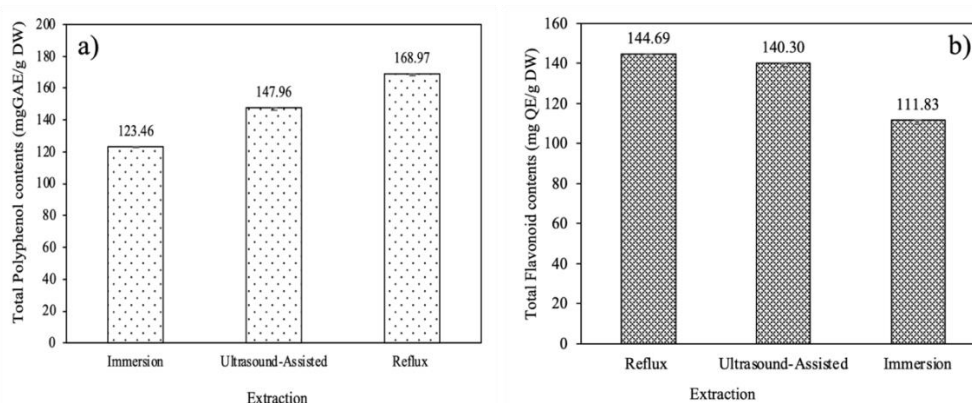 a)
Total Polyphenol contents (mgGAE/g DW)
200
180
160
140
120
100
80
60
40
20
0
123.46
147.96
168.97
Immersion
Ultrasound-Assisted
Reflux
Extraction
b)
Total Flavonoid contents (mg QE/g DW)
160
140
120
100
80
60
40
20
0
144.69
140.30
111.83
Reflux
Ultrasound-Assisted
Immersion
Extraction